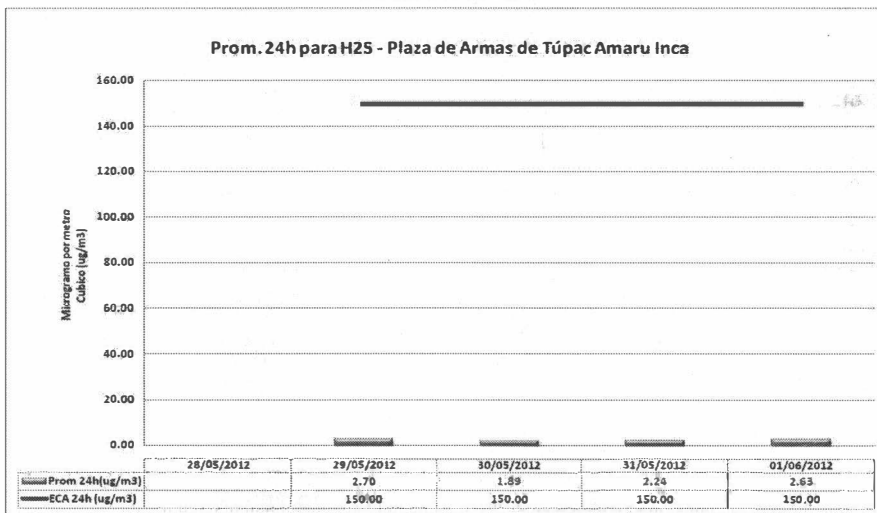 Prom. 24h para H2S - Plaza de Armas de Túpac Amaru Inca
Microgramo por metro
Cubico (ug/m3)
160.00
140.00
120.00
100.00
80.00
60.00
40.00
20.00
0.00
28/05/2012 29/05/2012 30/05/2012 31/05/2012 01/06/2012
Prom 24h(ug/m3) 2.70 1.89 2.24 2.63
ECA 24h (ug/m3) 150.00 150.00 150.00 150.00